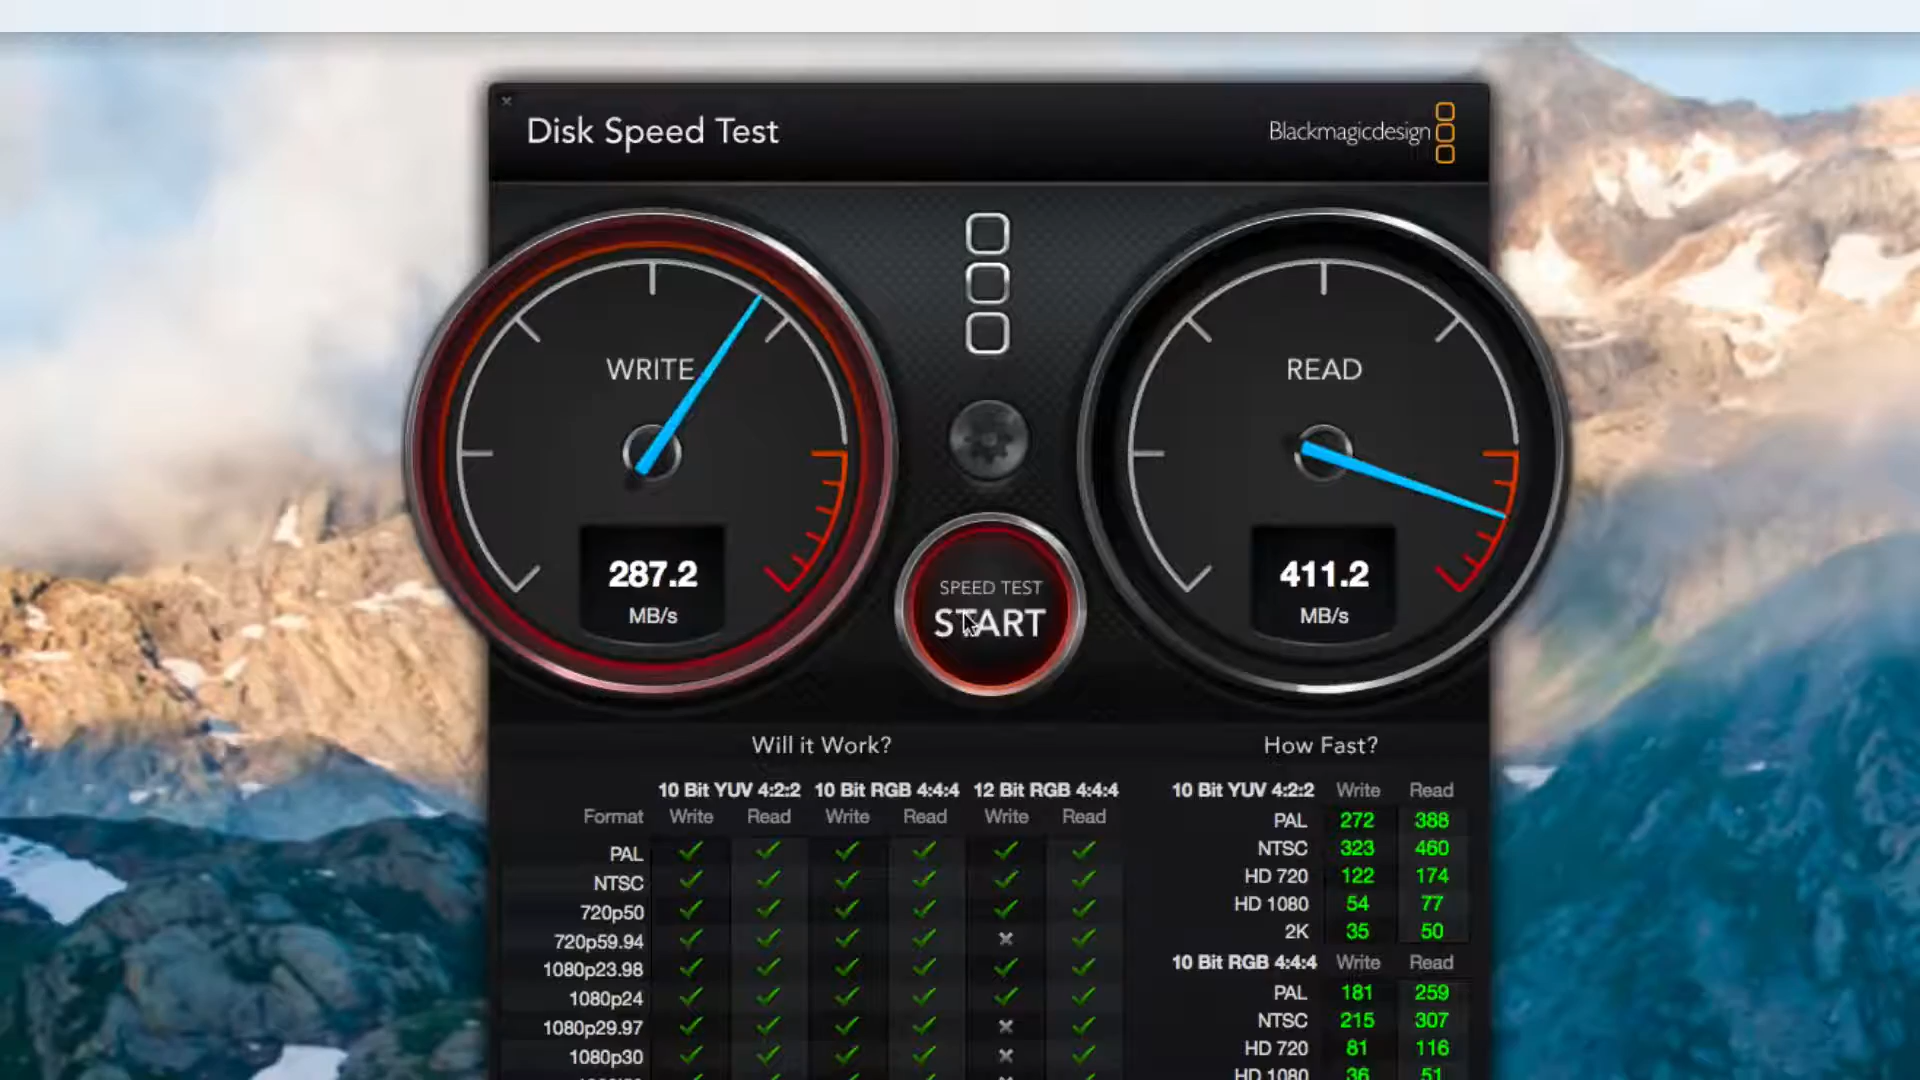 Disk Speed Test
Blackmagicdesign
WRITE
287.2
MB/s
READ
411.2
MB/s
SPEED TEST
START
Will it Work?
10 Bit YUV 4:2:2 10 Bit RGB 4:4:4 12 Bit RGB 4:4:4
Format Write Read Write Read Write Read
PAL
NTSC
720p50
720p59.94
1080p23.98
1080p24
1080p29.97
1080p30
How Fast?
10 Bit YUV 4:2:2 Write Read
PAL 272 388
NTSC 323 460
HD 720 122 174
HD 1080 54 77
2K 35 50
10 Bit RGB 4:4:4 Write Read
PAL 181 259
NTSC 215 307
HD 720 81 116
HD 1080 36 51